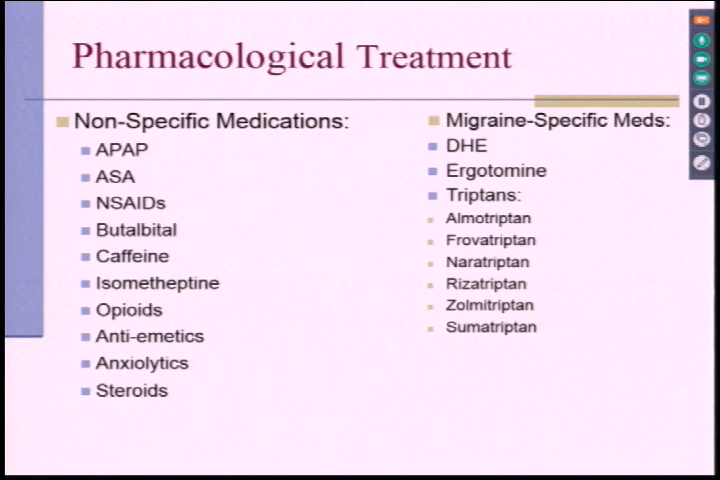 Pharmacological Treatment
Non-Specific Medications:
APAP
ASA
NSAIDs
Butalbital
Caffeine
Isometheptine
Opioids
Anti-emetics
Anxiolytics
Steroids
Migraine-Specific Meds:
DHE
Ergotomine
Triptans:
Almotriptan
Frovatriptan
Naratriptan
Rizatriptan
Zolmitriptan
Sumatriptan